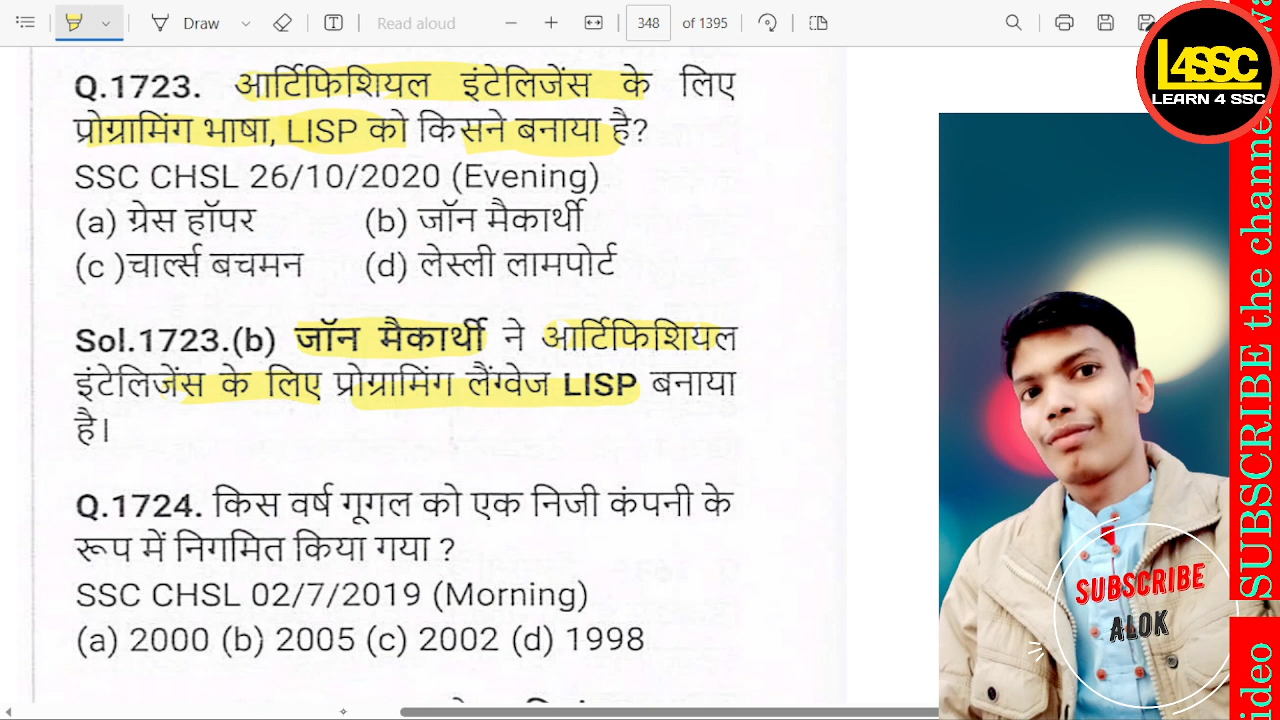 Draw
Read aloud
348 of 1395
L4SSC
LEARN 4 SSC
Q.1723. आर्टिफिशियल इंटेलिजेंस के लिए
प्रोग्रामिंग भाषा, LISP को किसने बनाया है?
SSC CHSL 26/10/2020 (Evening)
(a) ग्रेस हॉपर (b) जॉन मैकार्थी
(c )चार्ल्स बचमन (d) लेस्ली लामपोर्ट
Sol.1723.(b) जॉन मैकार्थी ने आर्टिफिशियल
इंटेलिजेंस के लिए प्रोग्रामिंग लैंग्वेज LISP बनाया
है।
Q.1724. किस वर्ष गूगल को एक निजी कंपनी के
रूप में निगमित किया गया ?
SSC CHSL 02/7/2019 (Morning)
(a) 2000 (b) 2005 (c) 2002 (d) 1998
SUBSCRIBE
ALOK
SUBSCRIBE the channel